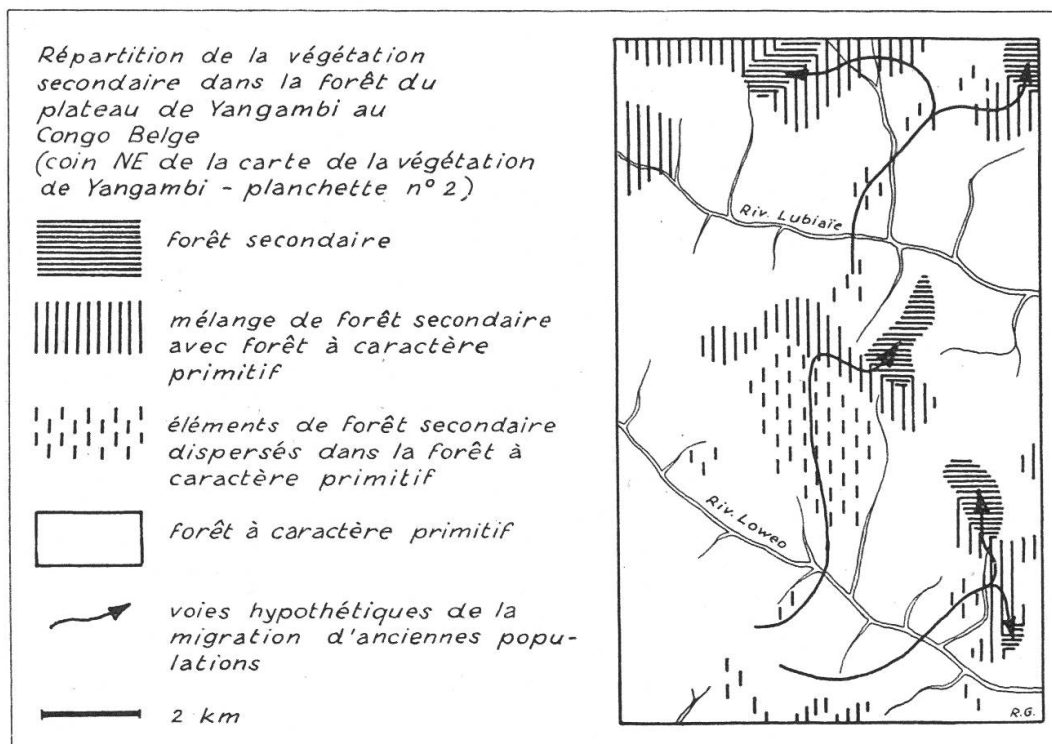 Répartition de la végétation
secondaire dans la forêt du
plateau de Yangambi au
Congo Belge
(coin NE de la carte de la végétation
de Yangambi - planchette nº 2)
forêt secondaire
mélange de forêt secondaire
avec forêt à caractère
primitif
éléments de forêt secondaire
dispersés dans la forêt à
caractère primitif
forêt à caractère primitif
voies hypothétiques de la
migration d'anciennes popu-
lations
2 km
Riv. Lubiaïe
Riv. Loweo
R.G.